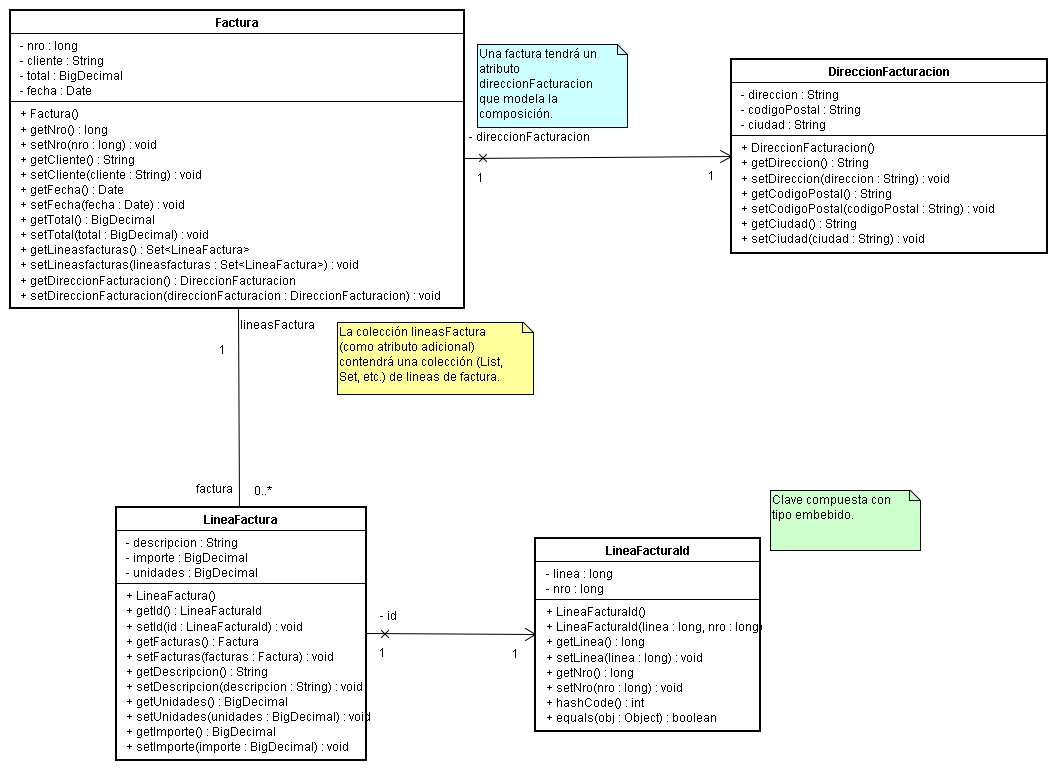 Factura
- nro : long
- cliente : String
- total : BigDecimal
- fecha : Date
+ Factura()
+ getNro() : long
+ setNro(nro : long) : void
+ getCliente() : String
+ setCliente(cliente : String) : void
+ getFecha() : Date
+ setFecha(fecha : Date) : void
+ getTotal() : BigDecimal
+ setTotal(total : BigDecimal) : void
+ getLineasfacturas() : Set<LineaFactura>
+ setLineasfacturas(lineasfacturas : Set<LineaFactura>) : void
+ getDireccionFacturacion() : DireccionFacturacion
+ setDireccionFacturacion(direccionFacturacion : DireccionFacturacion) : void
Una factura tendrá un
atributo
direccionFacturacion
que modela la
composición.
- direccionFacturacion
1
1
DireccionFacturacion
- direccion : String
- codigoPostal : String
- ciudad : String
+ DireccionFacturacion()
+ getDireccion() : String
+ setDireccion(direccion : String) : void
+ getCodigoPostal() : String
+ setCodigoPostal(codigoPostal : String) : void
+ getCiudad() : String
+ setCiudad(ciudad : String) : void
lineasFactura
1
La colección lineasFactura
(como atributo adicional)
contendrá una colección (List,
Set, etc.) de lineas de factura.
factura
0..*
LineaFactura
- descripcion : String
- importe : BigDecimal
- unidades : BigDecimal
+ LineaFactura()
+ getId() : LineaFacturaId
+ setId(id : LineaFacturaId) : void
+ getFacturas() : Factura
+ setFacturas(facturas : Factura) : void
+ getDescripcion() : String
+ setDescripcion(descripcion : String) : void
+ getUnidades() : BigDecimal
+ setUnidades(unidades : BigDecimal) : void
+ getImporte() : BigDecimal
+ setImporte(importe : BigDecimal) : void
- id
1
1
LineaFacturaId
- linea : long
- nro : long
+ LineaFacturaId()
+ LineaFacturaId(linea : long, nro : long)
+ getLinea() : long
+ setLinea(linea : long) : void
+ getNro() : long
+ setNro(nro : long) : void
+ hashCode() : int
+ equals(obj : Object) : boolean
Clave compuesta con
tipo embebido.